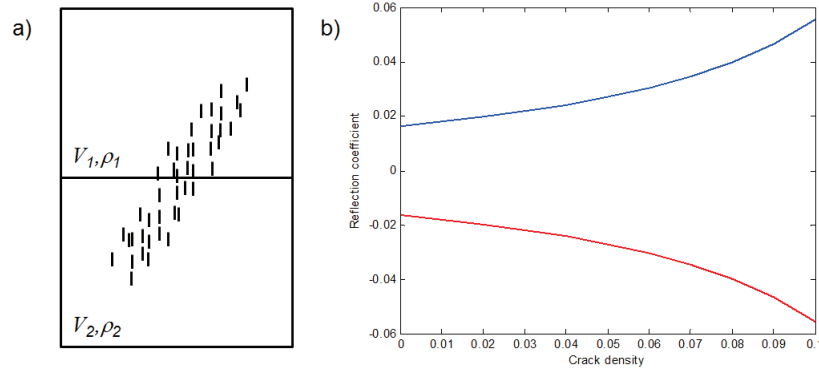 a)
V1,ρ1
V2,ρ2
b)
0.06
0.04
0.02
0
-0.02
-0.04
-0.06
Reflection coefficient
0 0.01 0.02 0.03 0.04 0.05 0.06 0.07 0.08 0.09 0.1
Crack density